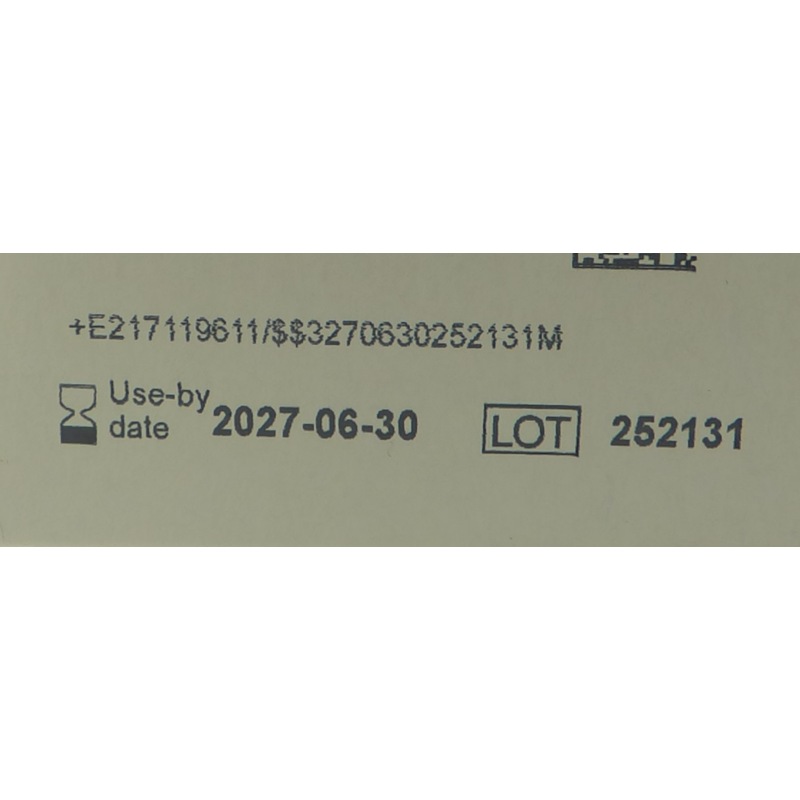 +E217119611/$$3270630252131M
Use-by
date 2027-06-30 LOT 252131